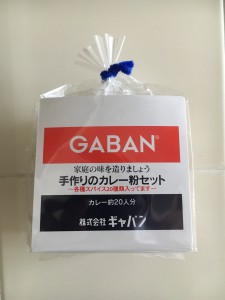 GABAN®
家庭の味を造りましょう
手作りのカレー粉セット
～各種スパイス20種類入ってます～
カレー約20人分
株式会社 ギャバン